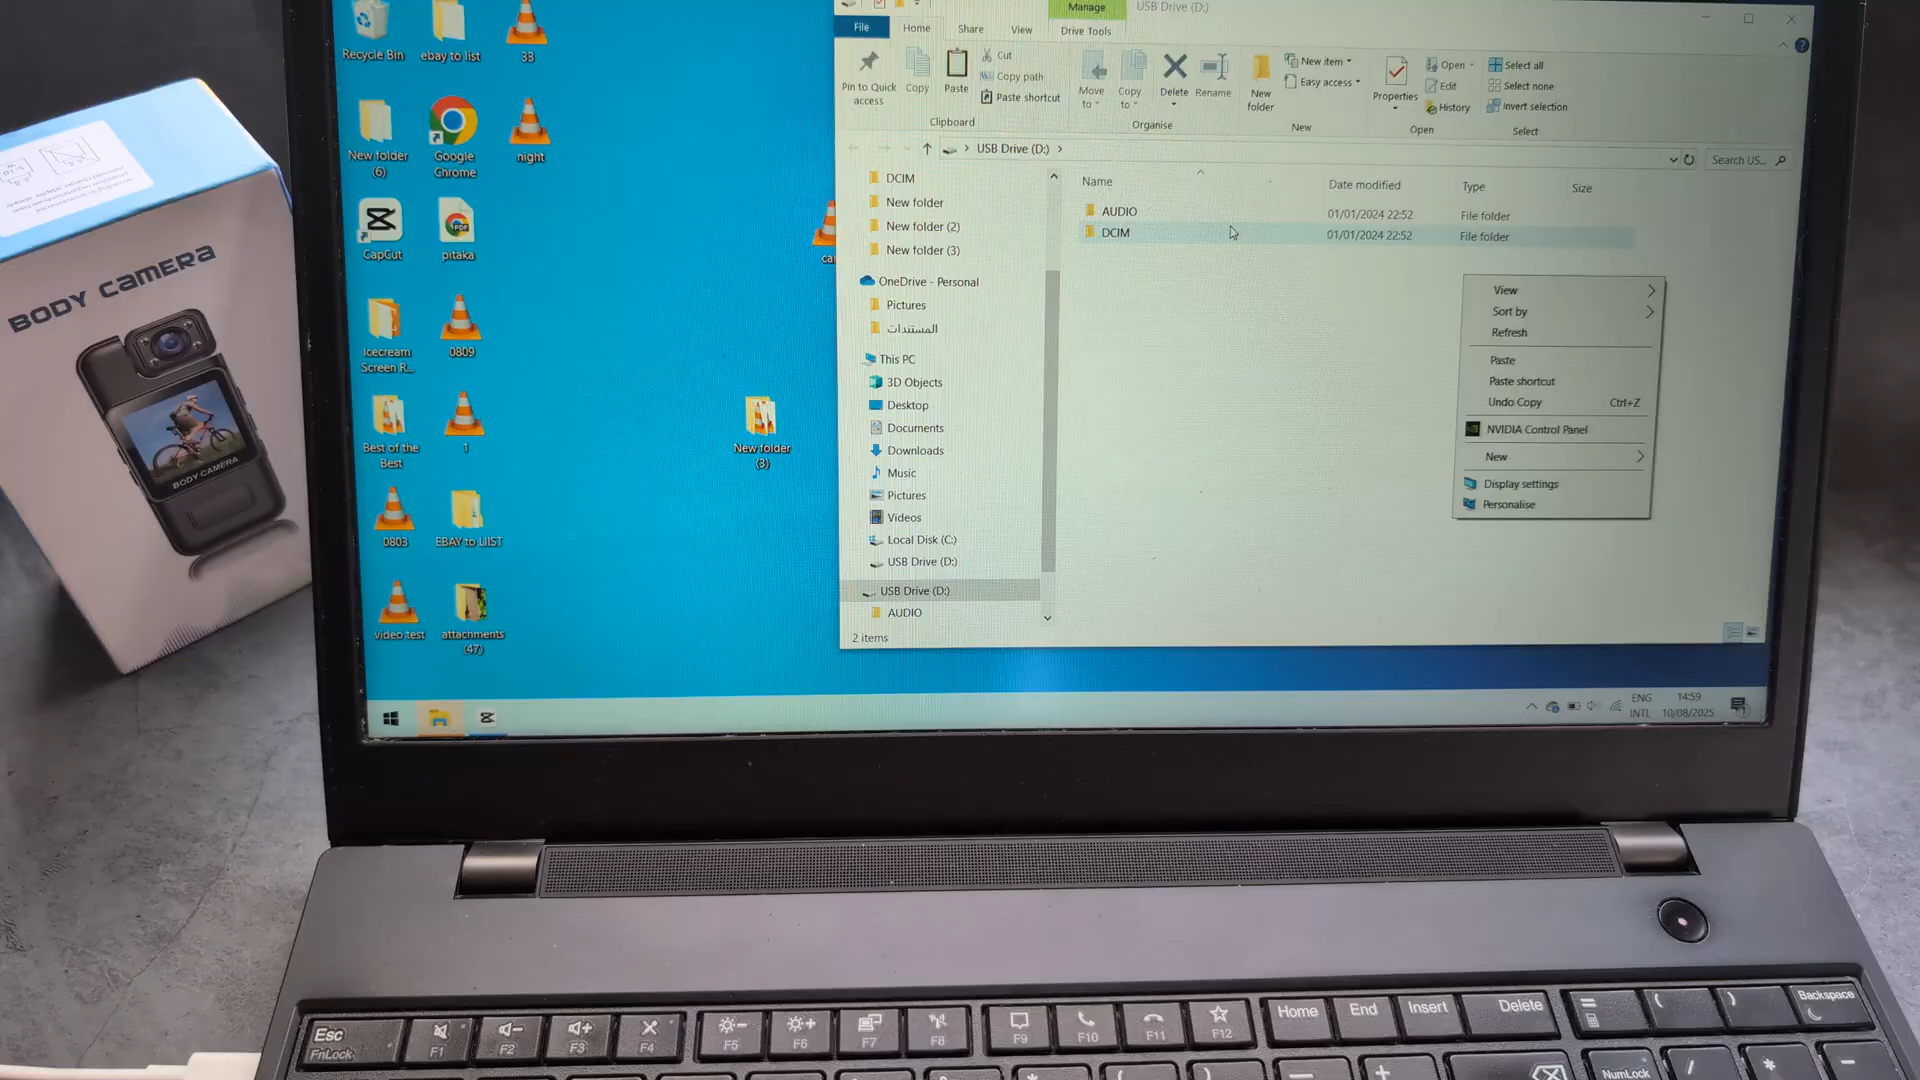 BODY CAMERA
BODY CAMERA
Recycle Bin
ebay to list
33
New folder
(6)
Google
Chrome
night
CapCut
pitaka
Icecream
Screen R...
0809
Best of the
Best
1
New folder
(3)
0803
EBAY to LIIST
video test
attachments
(47)
Manage
USB Drive (D:)
File
Home
Share
View
Drive Tools
Pin to Quick
access
Copy
Paste
Cut
Copy path
Paste shortcut
Clipboard
Move
to
Copy
to
Delete
Rename
Organise
New
folder
New item
Easy access
New
Properties
Open
Edit
History
Open
Select all
Select none
Invert selection
Select
USB Drive (D:)
Search US...
DCIM
New folder
New folder (2)
New folder (3)
OneDrive - Personal
Pictures
المستندات
This PC
3D Objects
Desktop
Documents
Downloads
Music
Pictures
Videos
Local Disk (C:)
USB Drive (D:)
USB Drive (D:)
AUDIO
2 items
Name
Date modified
Type
Size
AUDIO
01/01/2024 22:52
File folder
DCIM
01/01/2024 22:52
File folder
View
Sort by
Refresh
Paste
Paste shortcut
Undo Copy
Ctrl+Z
NVIDIA Control Panel
New
Display settings
Personalise
ENG
INTL
14:59
10/08/2025
Esc
FnLock
F1
F2
F3
F4
F5
F6
F7
F8
F9
F10
F11
F12
Home
End
Insert
Delete
(
)
Backspace
NumLock
/
*